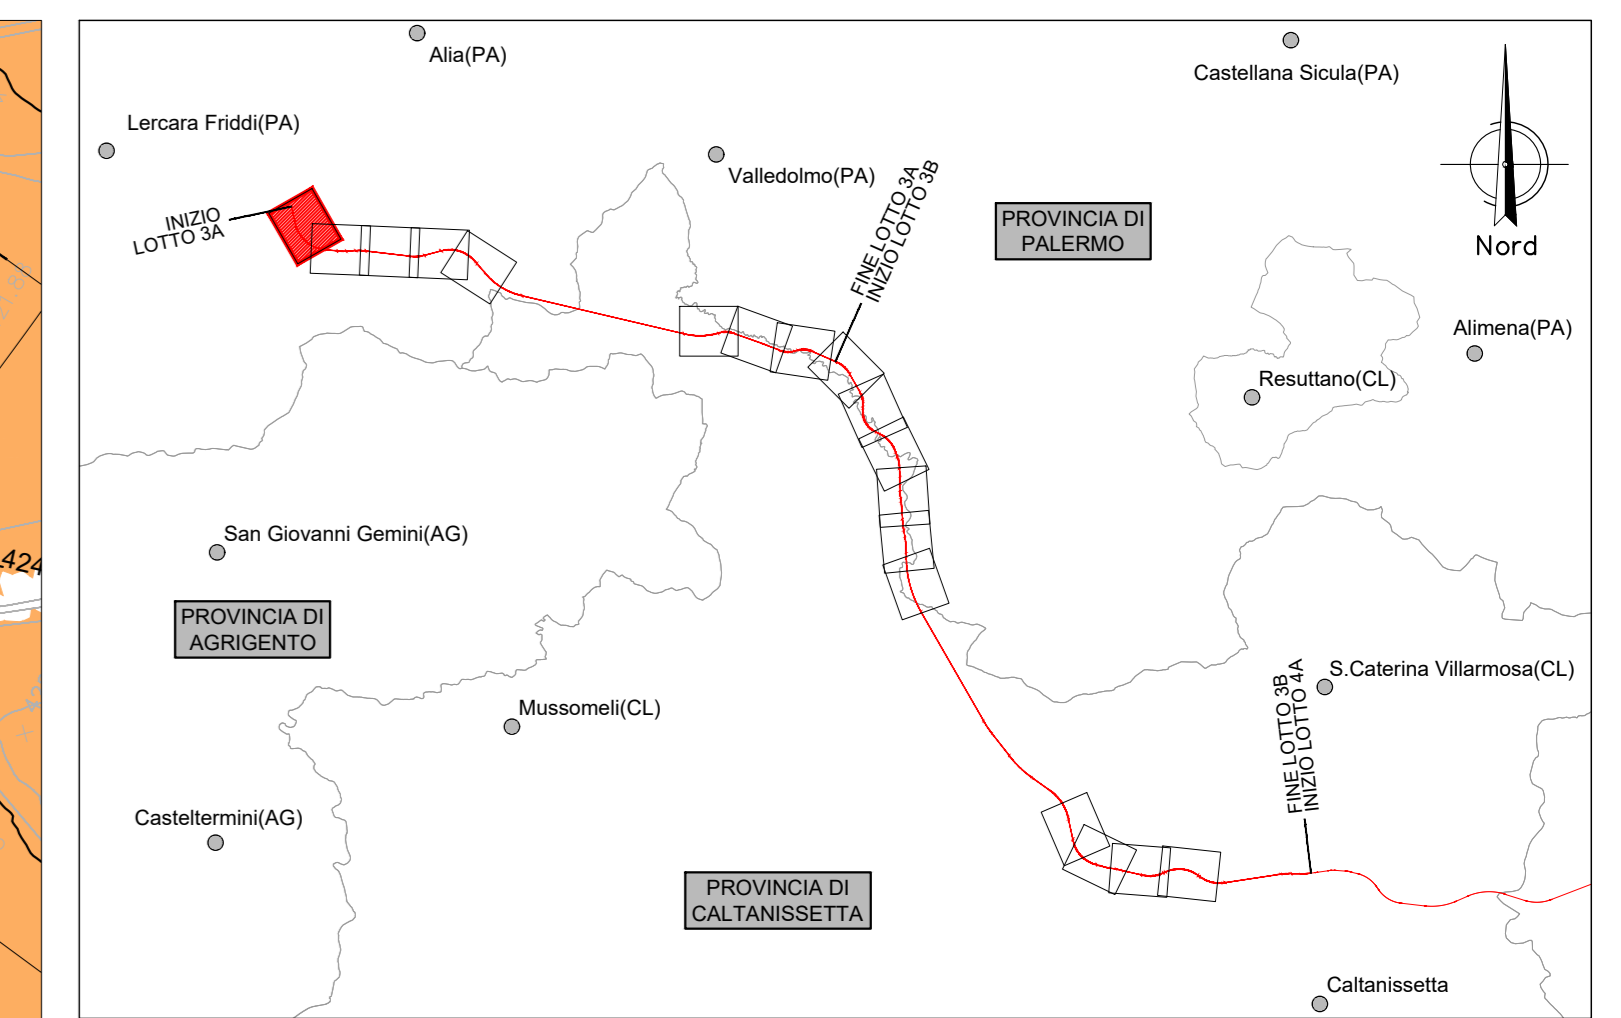 Alia(PA)
Castellana Sicula(PA)
Lercara Friddi(PA)
Valledolmo(PA)
INIZIO
LOTTO 3A
FINE LOTTO 3A
INIZIO LOTTO 3B
PROVINCIA DI
PALERMO
Nord
Alimena(PA)
Resuttano(CL)
San Giovanni Gemini(AG)
424
PROVINCIA DI
AGRIGENTO
S.Caterina Villarmosa(CL)
Mussomeli(CL)
FINE LOTTO 3B
INIZIO LOTTO 4A
Casteltermini(AG)
PROVINCIA DI
CALTANISSETTA
Caltanissetta